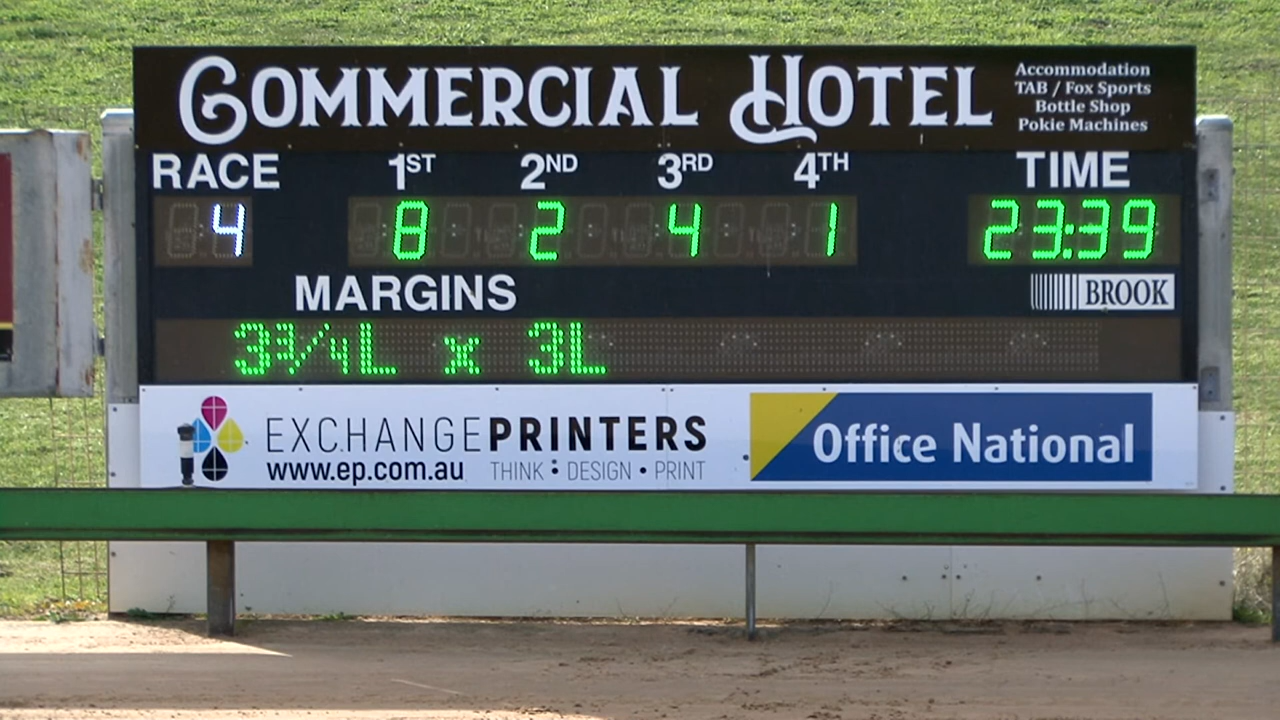 COMMERCIAL HOTEL
Accommodation
TAB / Fox Sports
Bottle Shop
Pokie Machines
RACE 1ST 2ND 3RD 4TH TIME
4 8 2 4 1 23:39
MARGINS
BROOK
3¾L x 3L
EXCHANGEPRINTERS
www.ep.com.au THINK • DESIGN • PRINT
Office National